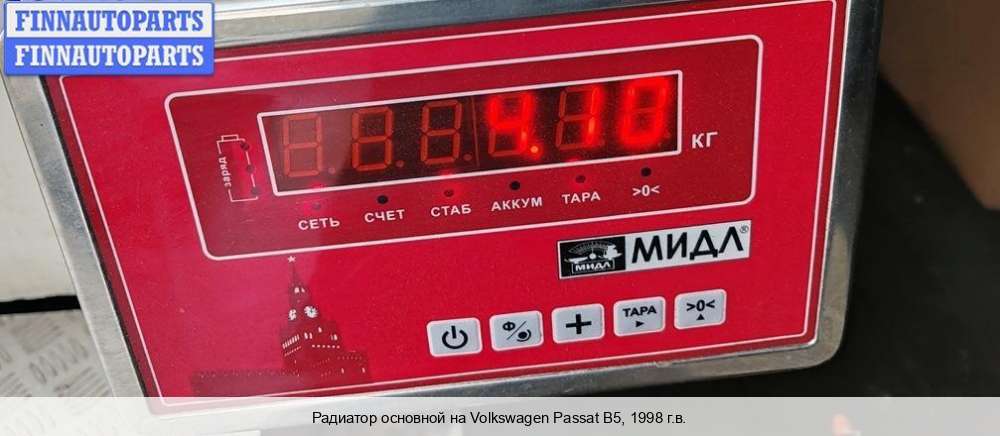 FINNAUTOPARTS
FINNAUTOPARTS
4.10
КГ
заряд
СЕТЬ СЧЕТ СТАБ АККУМ ТАРА >0<
МИДЛ МИДЛ®
Ф + ТАРА >0<
Радиатор основной на Volkswagen Passat B5, 1998 г.в.